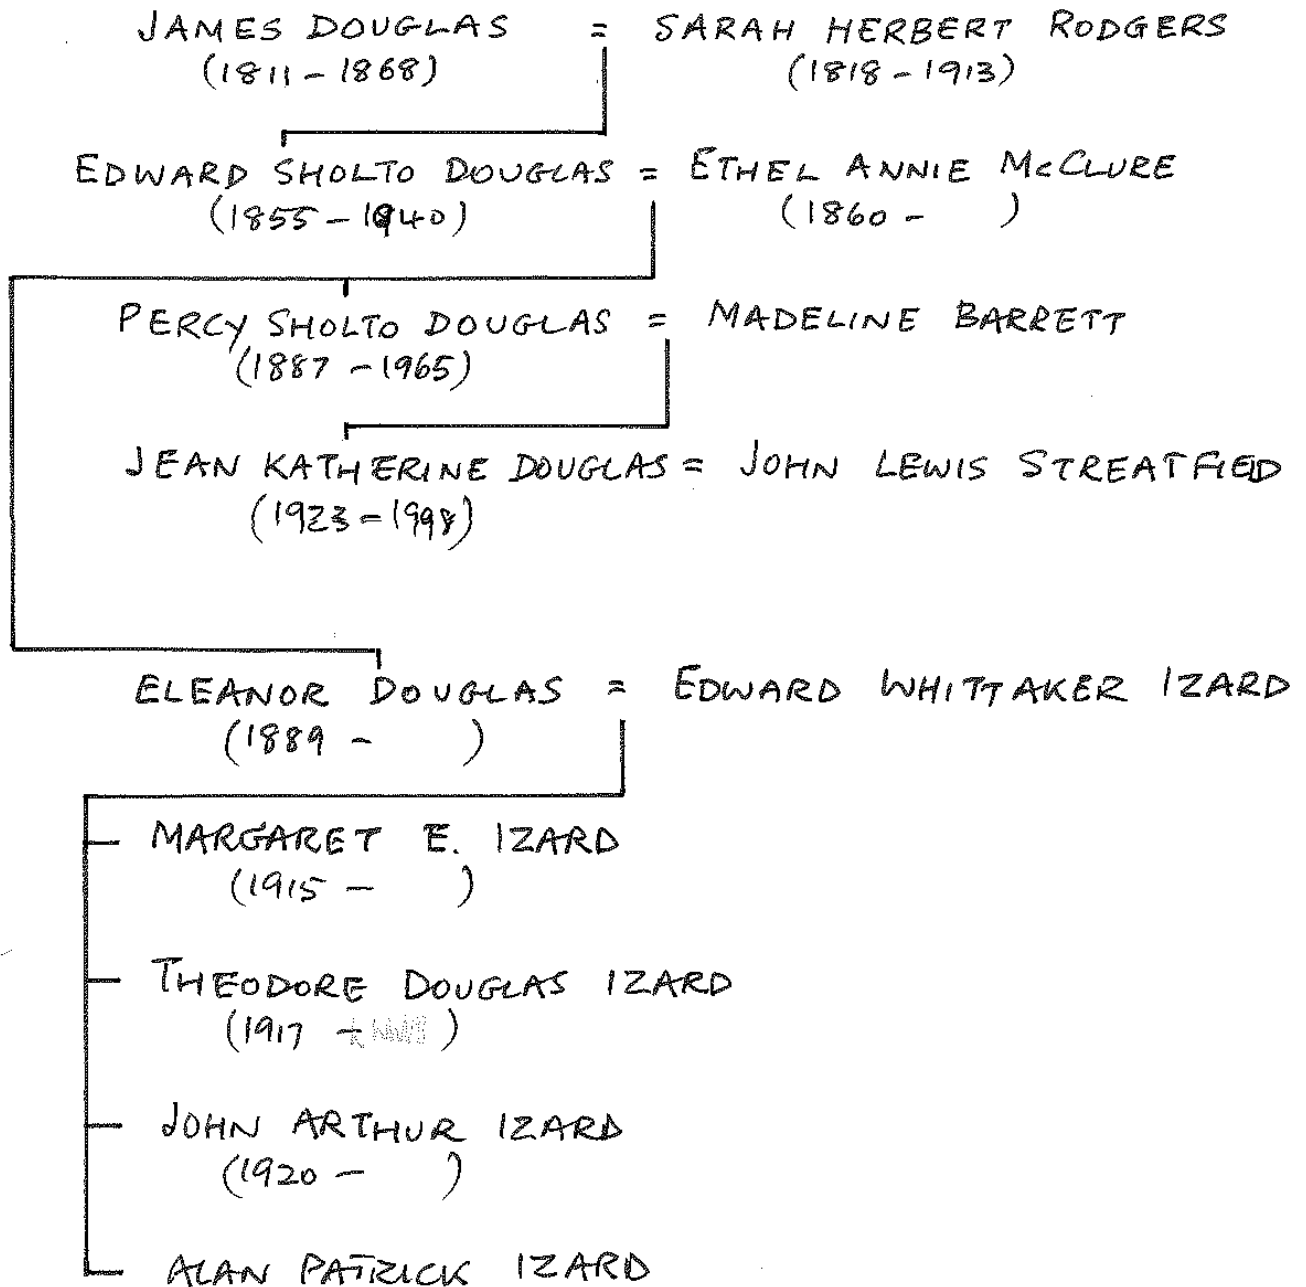 JAMES DOUGLAS = SARAH HERBERT RODGERS
(1811 - 1868) (1818 - 1913)
EDWARD SHOLTO DOUGLAS = ETHEL ANNIE McCLURE
(1855 - 1940) (1860 - )
PERCY SHOLTO DOUGLAS = MADELINE BARRETT
(1887 - 1965)
JEAN KATHERINE DOUGLAS = JOHN LEWIS STREATFIED
(1923 - 1998)
ELEANOR DOUGLAS = EDWARD WHITTAKER IZARD
(1889 - )
MARGARET E. IZARD
(1915 - )
THEODORE DOUGLAS IZARD
(1917 - )
JOHN ARTHUR IZARD
(1920 - )
ALAN PATRICK IZARD